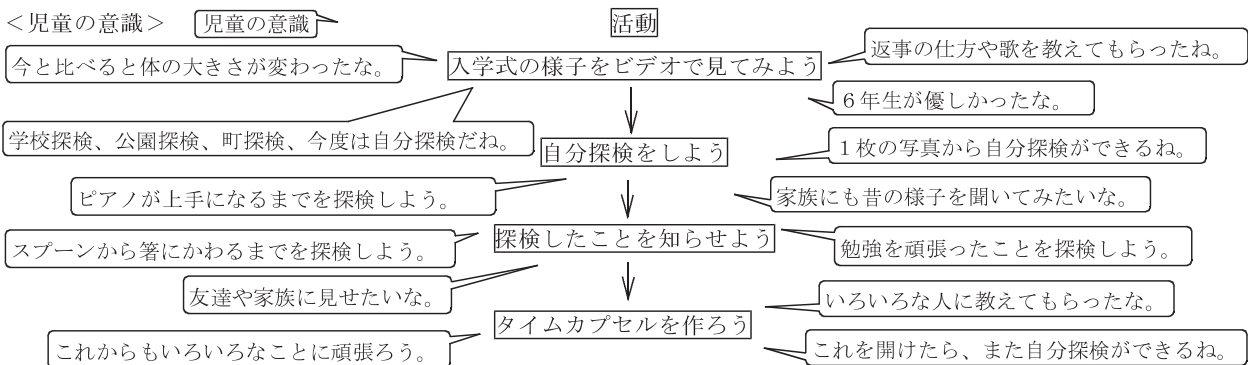 ＜児童の意識＞ 児童の意識 活動
今と比べると体の大きさが変わったな。
返事の仕方や歌を教えてもらったね。
入学式の様子をビデオで見てみよう
６年生が優しかったな。
学校探検、公園探検、町探検、今度は自分探検だね。
自分探検をしよう
１枚の写真から自分探検ができるね。
ピアノが上手になるまでを探検しよう。
家族にも昔の様子を聞いてみたいな。
スプーンから箸にかわるまでを探検しよう。
探検したことを知らせよう
勉強を頑張ったことを探検しよう。
友達や家族に見せたいな。
いろいろな人に教えてもらったな。
タイムカプセルを作ろう
これからもいろいろなことに頑張ろう。
これを開けたら、また自分探検ができるね。